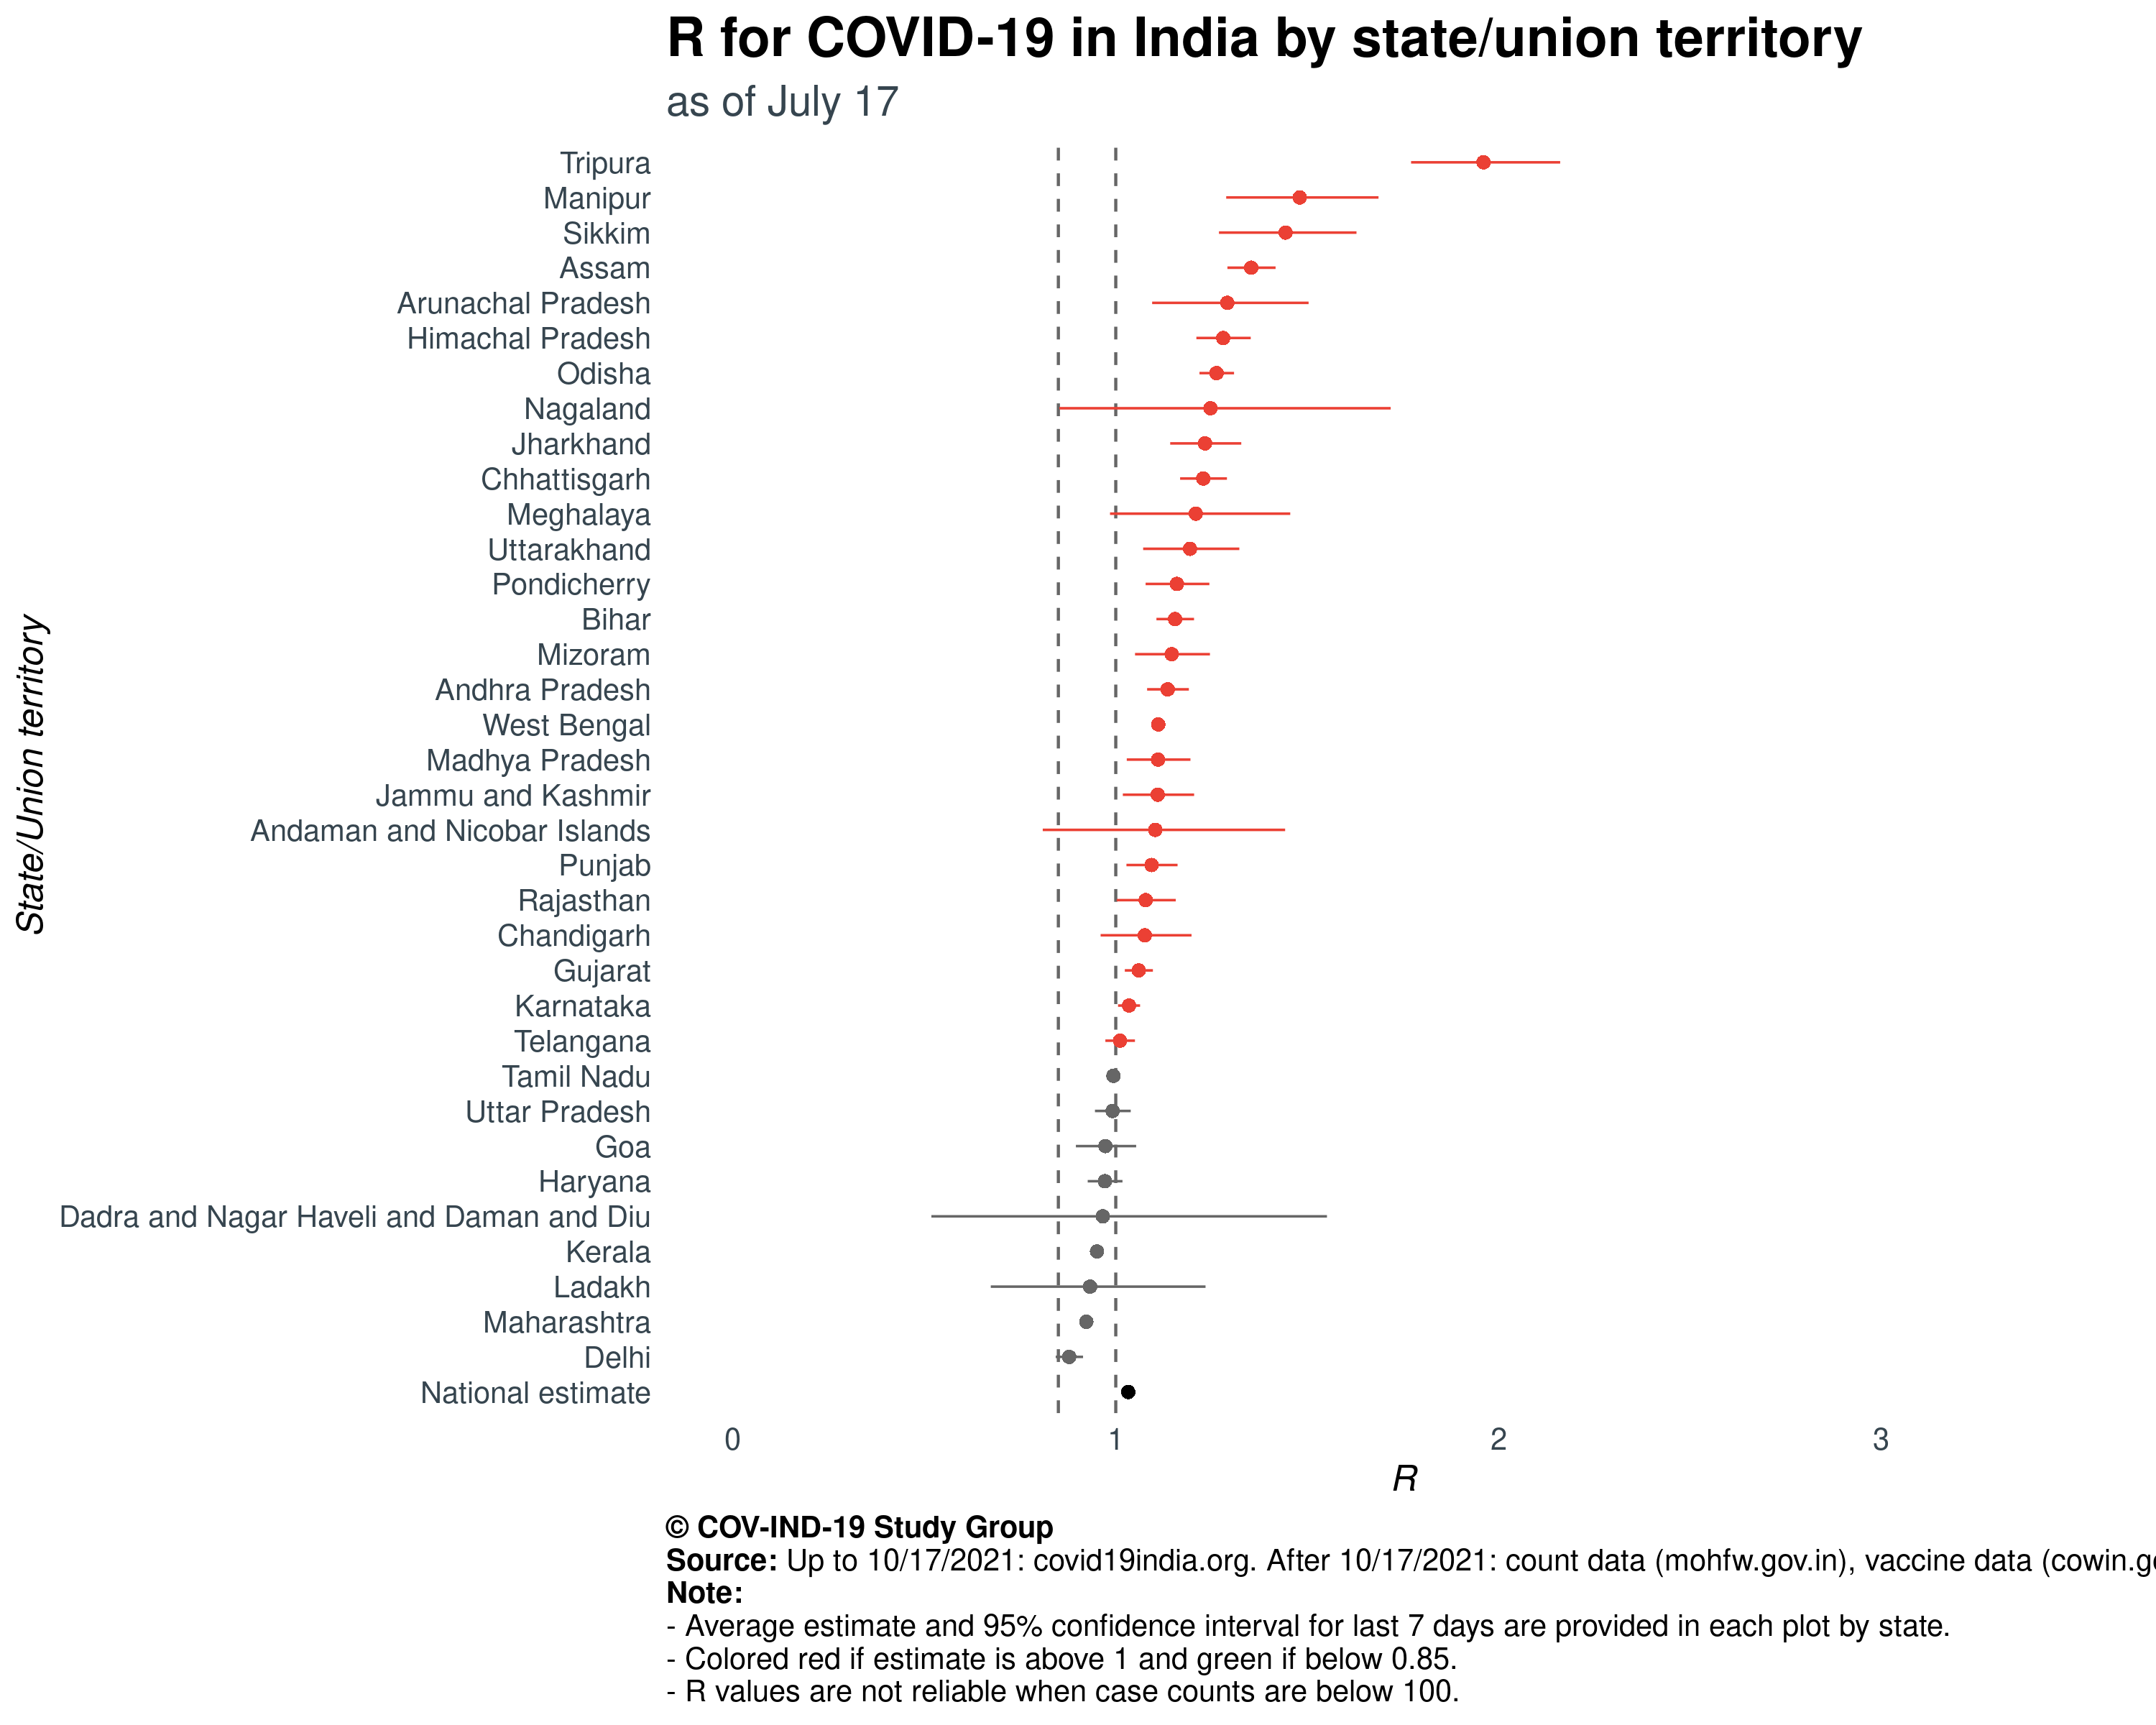 R for COVID-19 in India by state/union territory
as of July 17
State/Union territory
Tripura
Manipur
Sikkim
Assam
Arunachal Pradesh
Himachal Pradesh
Odisha
Nagaland
Jharkhand
Chhattisgarh
Meghalaya
Uttarakhand
Pondicherry
Bihar
Mizoram
Andhra Pradesh
West Bengal
Madhya Pradesh
Jammu and Kashmir
Andaman and Nicobar Islands
Punjab
Rajasthan
Chandigarh
Gujarat
Karnataka
Telangana
Tamil Nadu
Uttar Pradesh
Goa
Haryana
Dadra and Nagar Haveli and Daman and Diu
Kerala
Ladakh
Maharashtra
Delhi
National estimate
0 1 2 3
R
© COV-IND-19 Study Group
Source: Up to 10/17/2021: covid19india.org. After 10/17/2021: count data (mohfw.gov.in), vaccine data
Note:
- Average estimate and 95% confidence interval for last 7 days are provided in each plot by state.
- Colored red if estimate is above 1 and green if below 0.85.
- R values are not reliable when case counts are below 100.